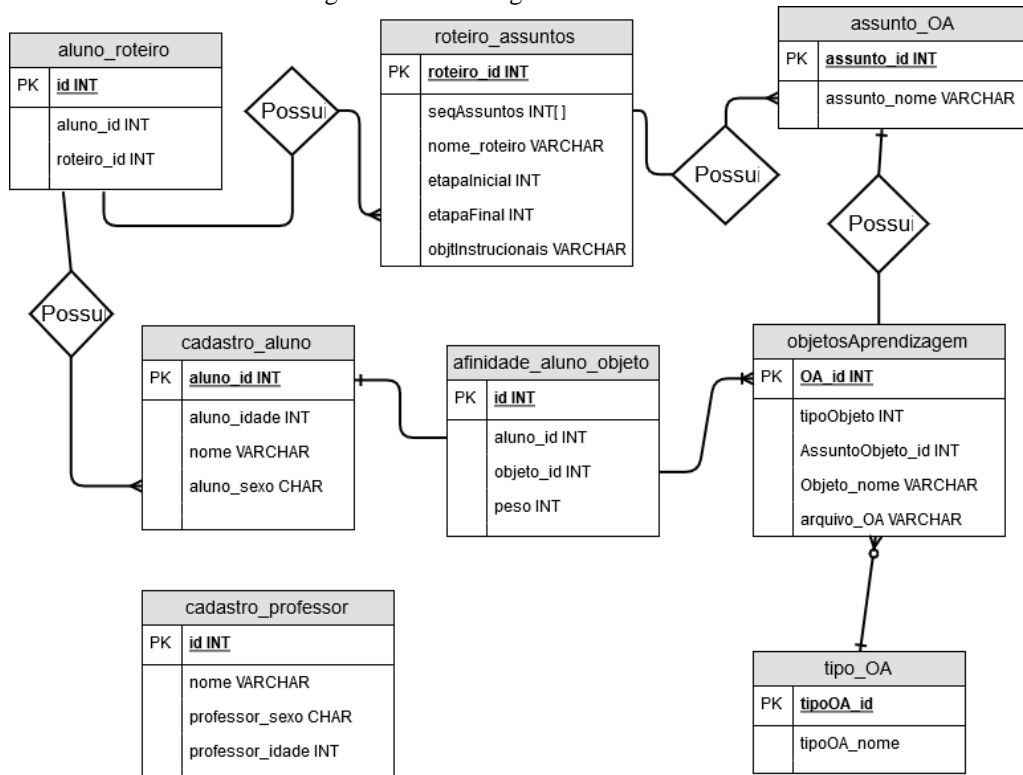 aluno_roteiro
PK id INT
aluno_id INT
roteiro_id INT
Possui
roteiro_assuntos
PK roteiro_id INT
seqAssuntos INT[ ]
nome_roteiro VARCHAR
etapaInicial INT
etapaFinal INT
objtInstrucionais VARCHAR
Possui
assunto_OA
PK assunto_id INT
assunto_nome VARCHAR
Possui
Possui
cadastro_aluno
PK aluno_id INT
aluno_idade INT
nome VARCHAR
aluno_sexo CHAR
afinidade_aluno_objeto
PK id INT
aluno_id INT
objeto_id INT
peso INT
objetosAprendizagem
PK OA_id INT
tipoObjeto INT
AssuntoObjeto_id INT
Objeto_nome VARCHAR
arquivo_OA VARCHAR
cadastro_professor
PK id INT
nome VARCHAR
professor_sexo CHAR
professor_idade INT
tipo_OA
PK tipoOA_id
tipoOA_nome